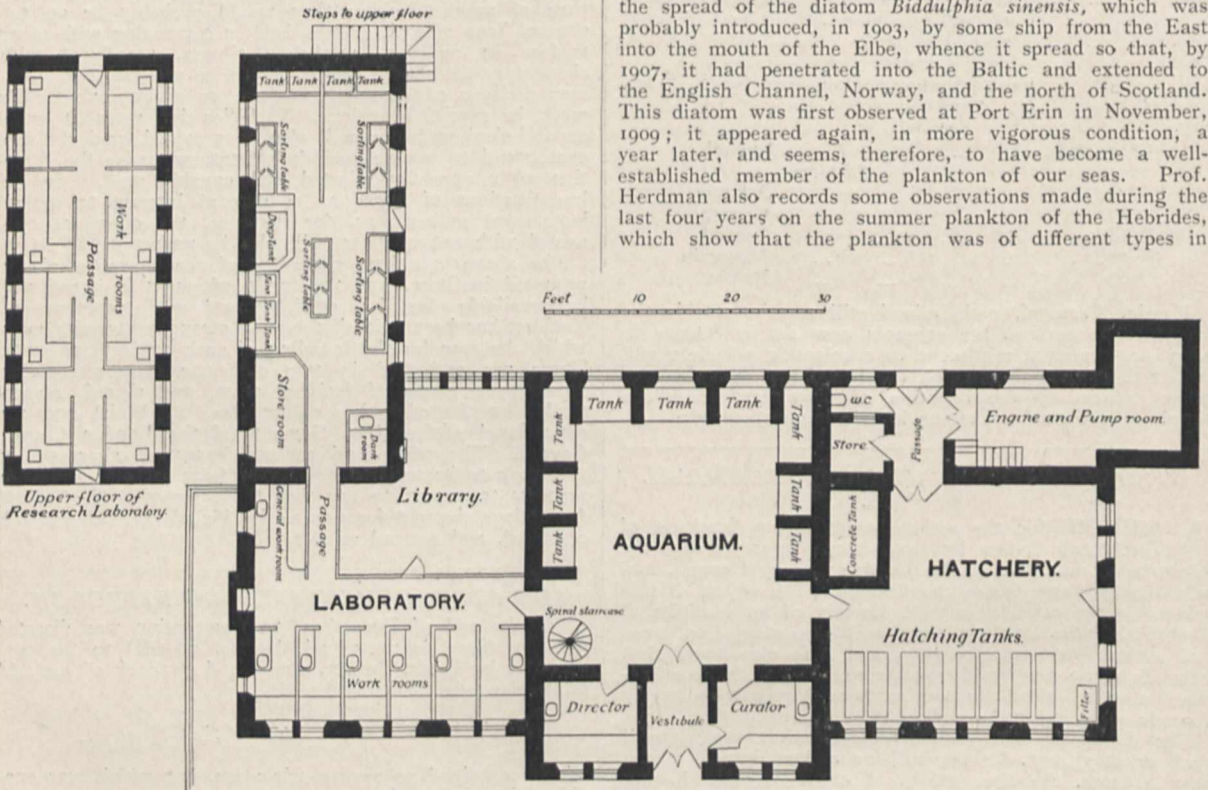 Steps to upper floor
Tank Tank Tank Tank
Sorting table
Sorting table
Deep tank
Sorting table
Sorting table
Tank
Tank
Tank
Store room
Dark room
Work rooms
Passage
Upper floor of
Research Laboratory.
the spread of the diatom Biddulphia sinensis, which was
probably introduced, in 1903, by some ship from the East
into the mouth of the Elbe, whence it spread so that, by
1907, it had penetrated into the Baltic and extended to
the English Channel, Norway, and the north of Scotland.
This diatom was first observed at Port Erin in November,
1909; it appeared again, in more vigorous condition, a
year later, and seems, therefore, to have become a well-
established member of the plankton of our seas. Prof.
Herdman also records some observations made during the
last four years on the summer plankton of the Hebrides,
which show that the plankton was of different types in
Feet 10 20 30
General work room
Passage
Library.
LABORATORY.
Work rooms
Tank
Tank
Tank
Tank
Tank
Tank
Tank
Tank
Tank
AQUARIUM.
Spiral staircase
Director
Vestibule
Curator
W.C
Store
Passage
Engine and Pump room.
Concrete Tank
HATCHERY.
Hatching Tanks.
Filter